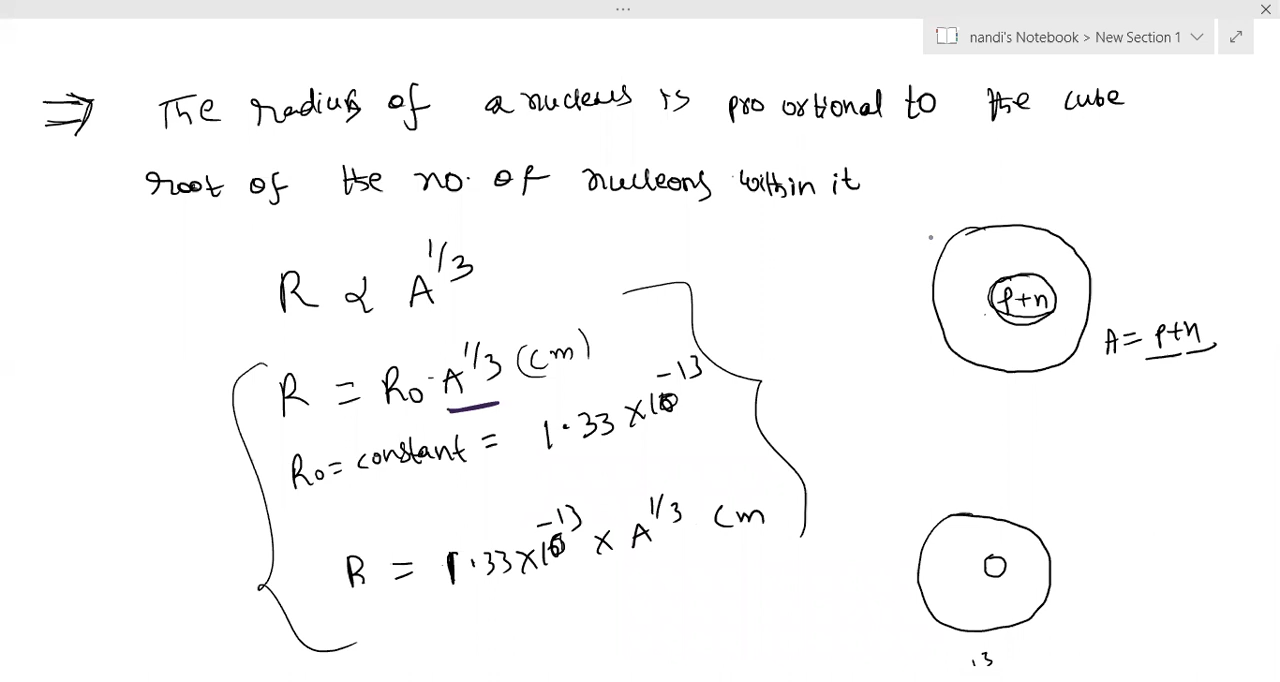 nandi's Notebook > New Section 1
⇒ The radius of a nucleus is pro ortional to the cube
root of the no. of nucleons within it
R ∝ A^1/3
p+n
A = p+n
R = R₀·A^1/3 (cm)
R₀ = constant = 1.33 × 10^-13
R = 1.33 × 10^-13 × A^1/3 cm